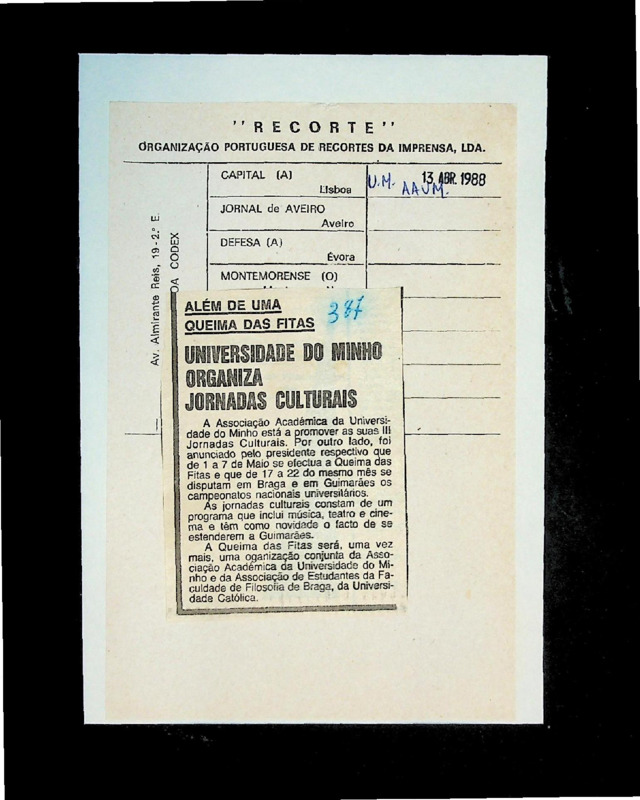 "RECORTE"
ORGANIZAÇÃO PORTUGUESA DE RECORTES DA IMPRENSA, LDA.
CAPITAL (A)
Lisboa
U.M. AAUM.
13 ABR. 1988
JORNAL de AVEIRO
Aveiro
DEFESA (A)
Évora
MONTEMORENSE (O)
Av. Almirante Reis, 19-2.º E.
CODEX
ALÉM DE UMA
QUEIMA DAS FITAS
387
UNIVERSIDADE DO MINHO
ORGANIZA
JORNADAS CULTURAIS
A Associação Académica da Universi-
dade do Minho está a promover as suas III
Jornadas Culturais. Por outro lado, foi
anunciado pelo presidente respectivo que
de 1 a 7 de Maio se efectua a Queima das
Fitas e que de 17 a 22 do mesmo mês se
disputam em Braga e em Guimarães os
campeonatos nacionais universitários.
As jornadas culturais constam de um
programa que inclui música, teatro e cine-
ma e têm como novidade o facto de se
estenderem a Guimarães.
A Queima das Fitas será, uma vez
mais, uma oganização conjunta da Asso-
ciação Académica da Universidade do Mi-
nho e da Associação de Estudantes da Fa-
culdade de Filosofia de Braga, da Universi-
dade Católica.